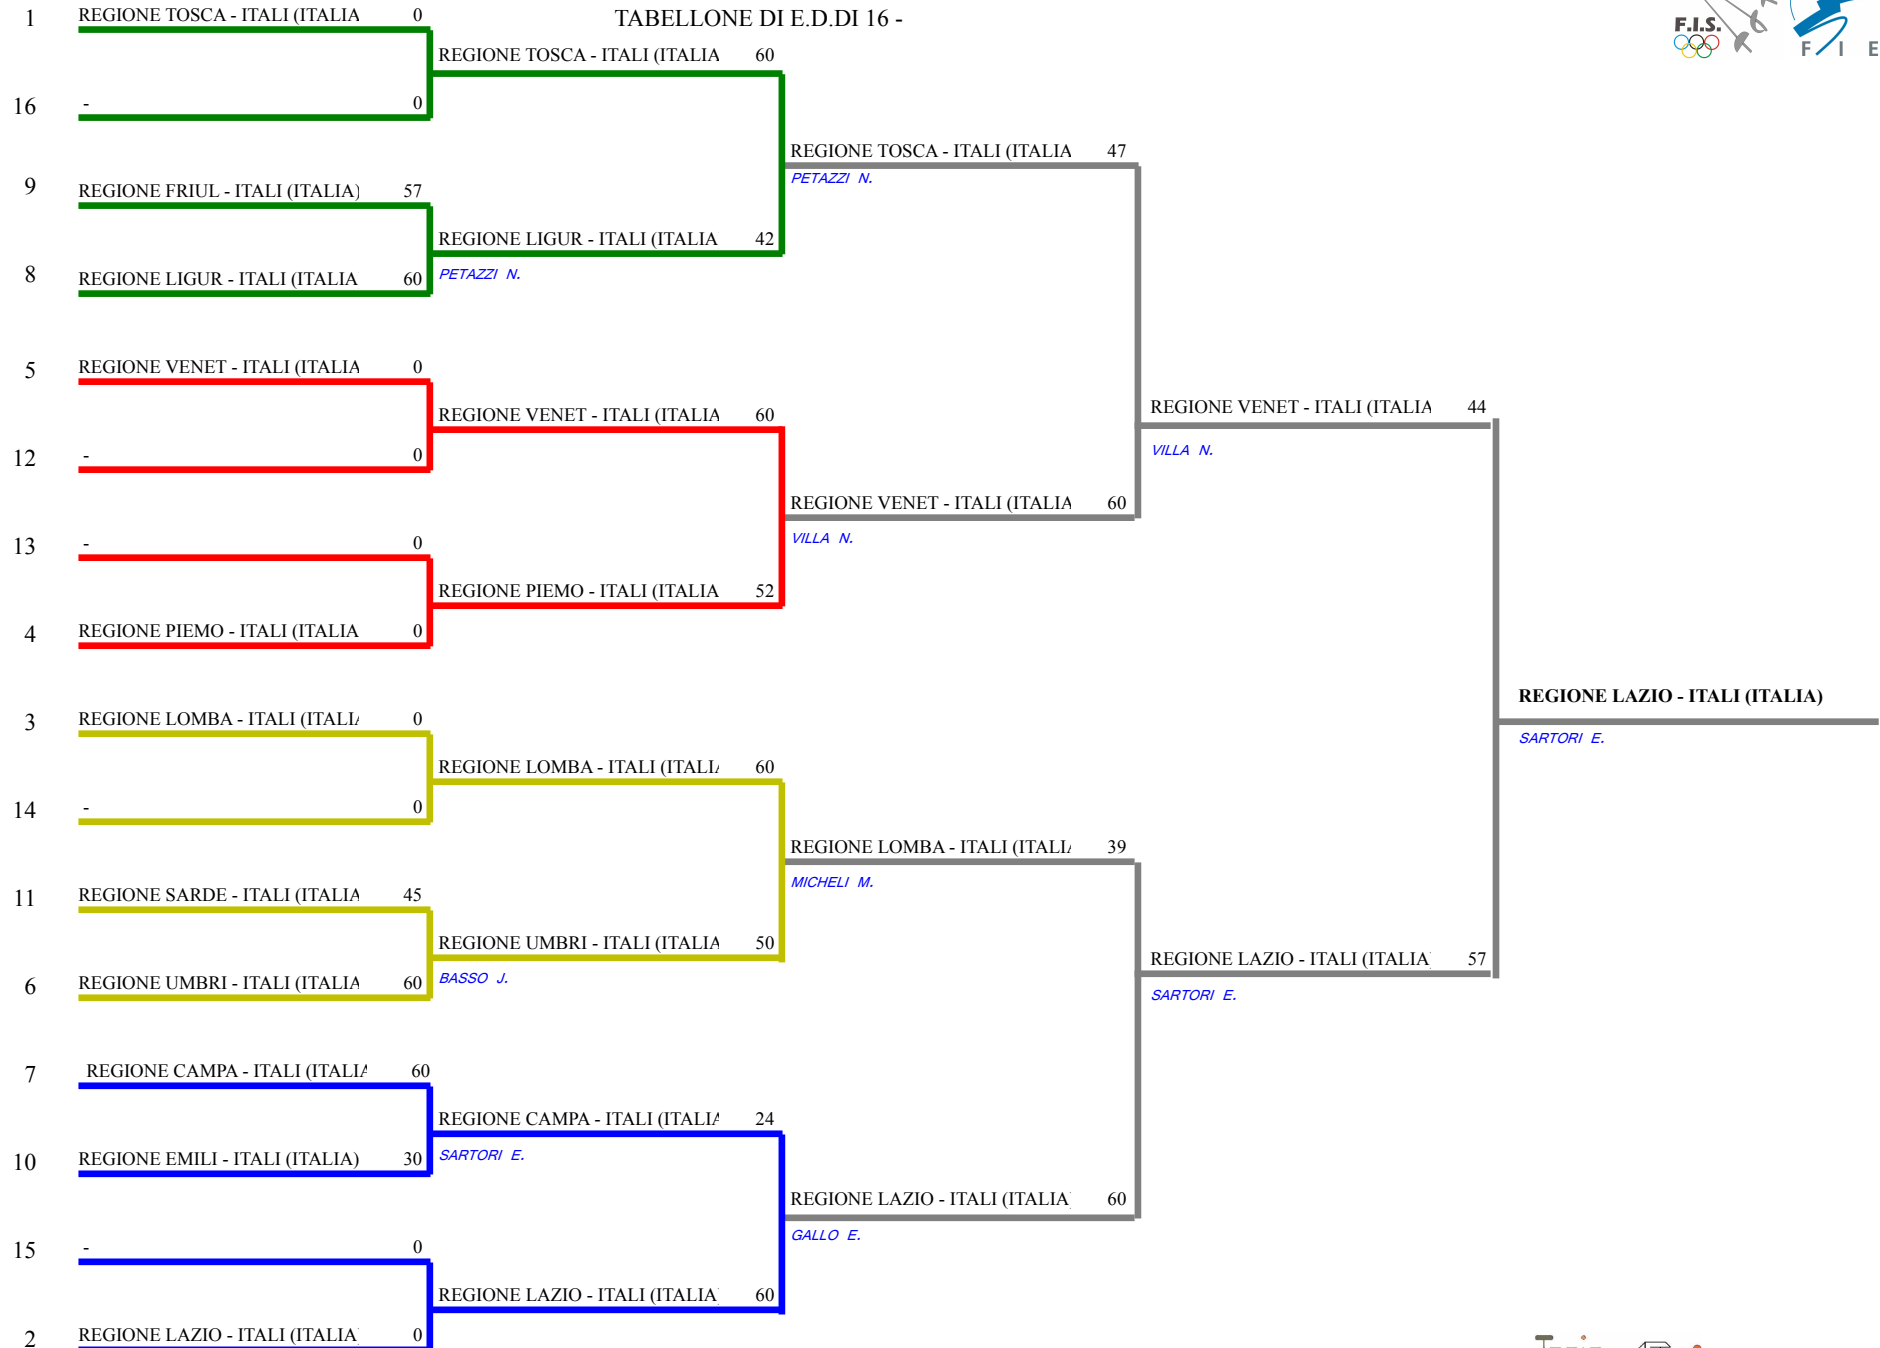 TABELLONE DI E.D.DI 16 -
F.I.S.
F I E
1 REGIONE TOSCA - ITALI (ITALIA 0
REGIONE TOSCA - ITALI (ITALIA 60
16 - 0
REGIONE TOSCA - ITALI (ITALIA 47
PETAZZI N.
9 REGIONE FRIUL - ITALI (ITALIA) 57
REGIONE LIGUR - ITALI (ITALIA 42
PETAZZI N.
8 REGIONE LIGUR - ITALI (ITALIA 60
5 REGIONE VENET - ITALI (ITALIA 0
REGIONE VENET - ITALI (ITALIA 60
REGIONE VENET - ITALI (ITALIA 44
VILLA N.
12 - 0
REGIONE VENET - ITALI (ITALIA 60
VILLA N.
13 - 0
REGIONE PIEMO - ITALI (ITALIA 52
4 REGIONE PIEMO - ITALI (ITALIA 0
REGIONE LAZIO - ITALI (ITALIA)
SARTORI E.
3 REGIONE LOMBA - ITALI (ITALI 0
REGIONE LOMBA - ITALI (ITALI 60
14 - 0
REGIONE LOMBA - ITALI (ITALI 39
MICHELI M.
11 REGIONE SARDE - ITALI (ITALIA 45
REGIONE UMBRI - ITALI (ITALIA 50
BASSO J.
6 REGIONE UMBRI - ITALI (ITALIA 60
REGIONE LAZIO - ITALI (ITALIA 57
SARTORI E.
7 REGIONE CAMPA - ITALI (ITALIA 60
REGIONE CAMPA - ITALI (ITALIA 24
SARTORI E.
10 REGIONE EMILI - ITALI (ITALIA) 30
REGIONE LAZIO - ITALI (ITALIA 60
GALLO E.
15 - 0
REGIONE LAZIO - ITALI (ITALIA 60
2 REGIONE LAZIO - ITALI (ITALIA 0